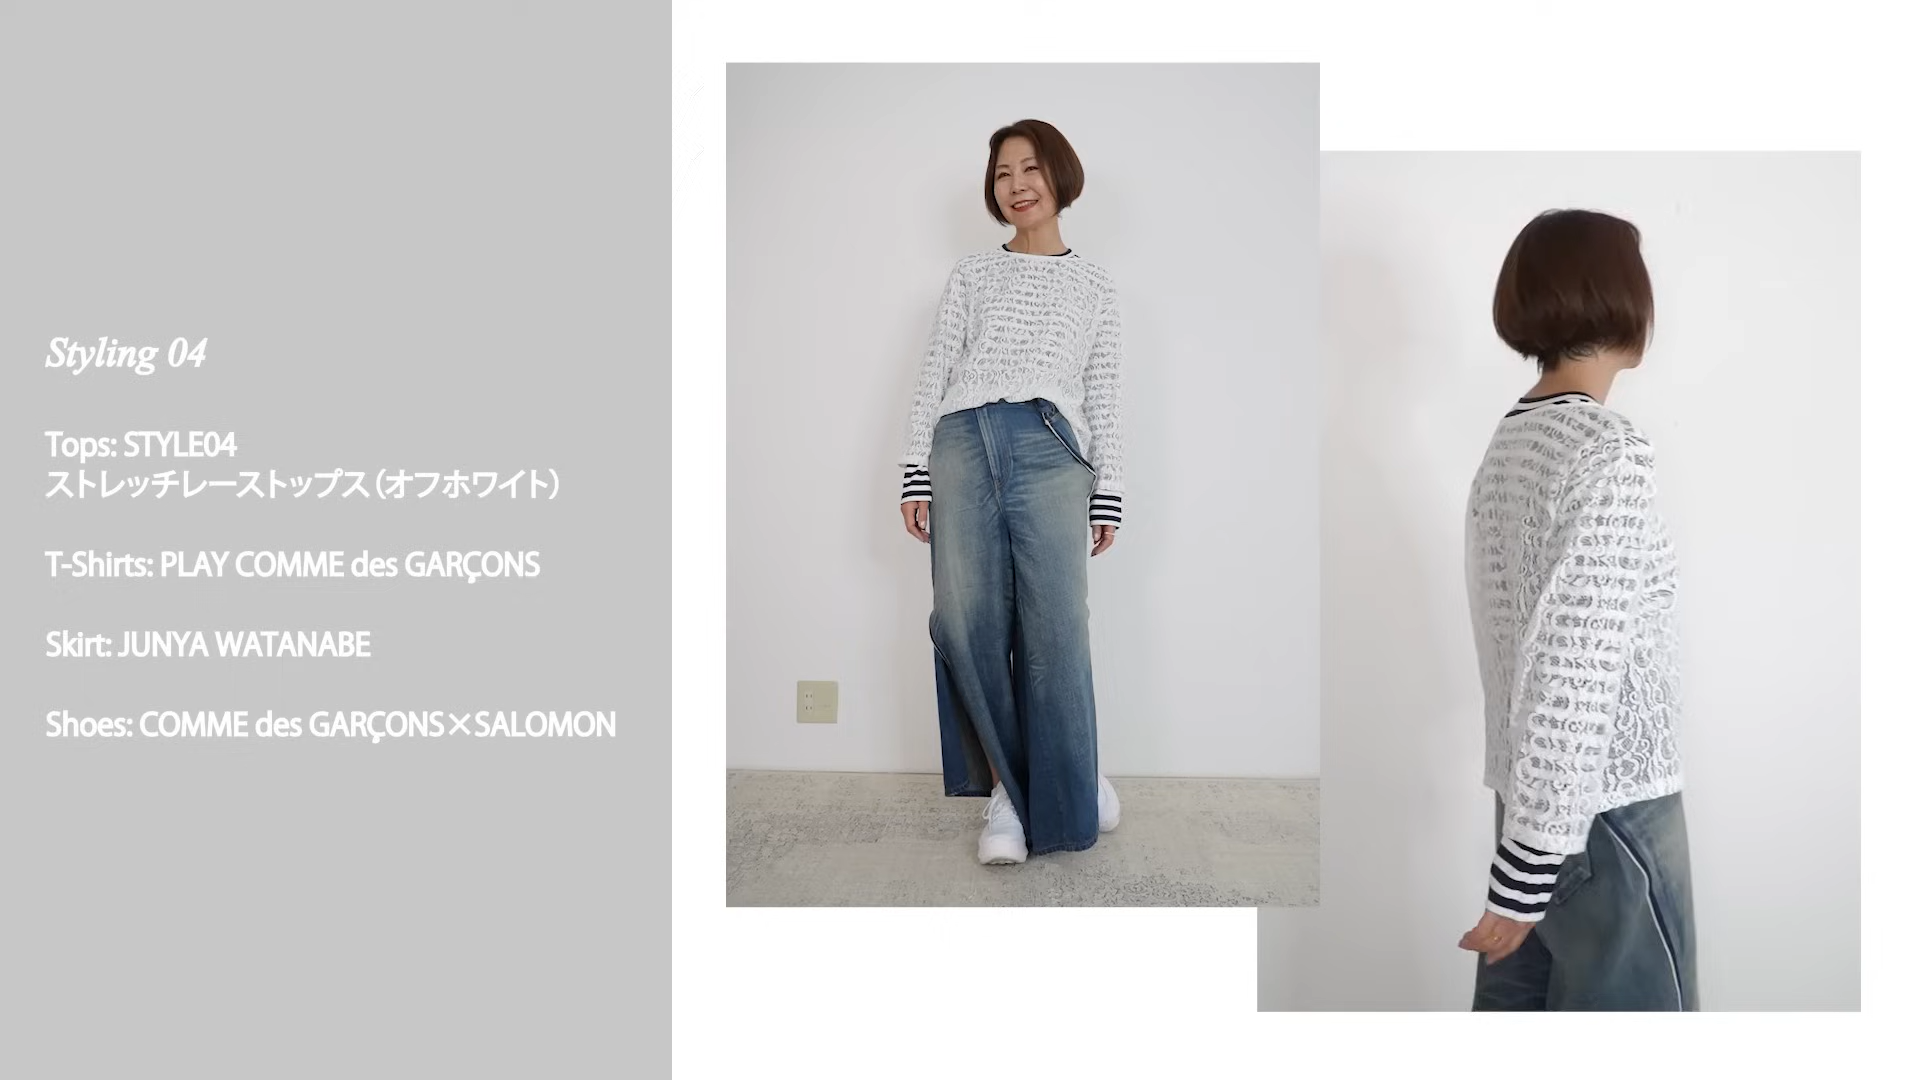 Styling 04
Tops: STYLE04
ストレッチレーストップス（オフホワイト）
T-Shirts: PLAY COMME des GARÇONS
Skirt: JUNYA WATANABE
Shoes: COMME des GARÇONS×SALOMON